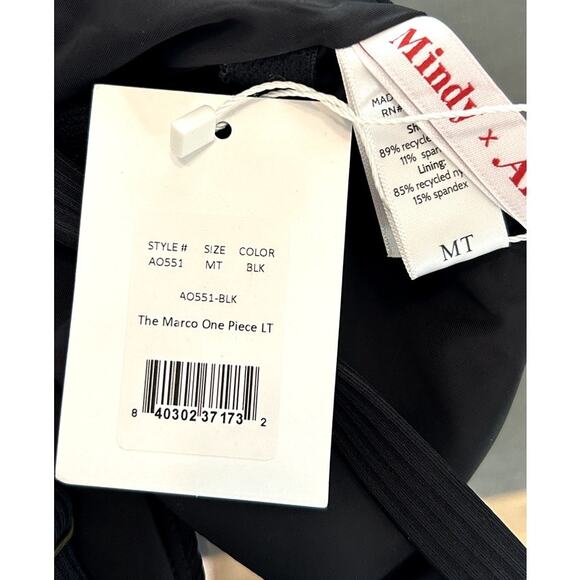 STYLE # SIZE COLOR
AO551 MT BLK
AO551-BLK
The Marco One Piece LT
8 40302 37173 2
Mindy x
MAD
RN#
Sh
89% recycle
11% span
Lining:
85% recycled ny
15% spandex
MT